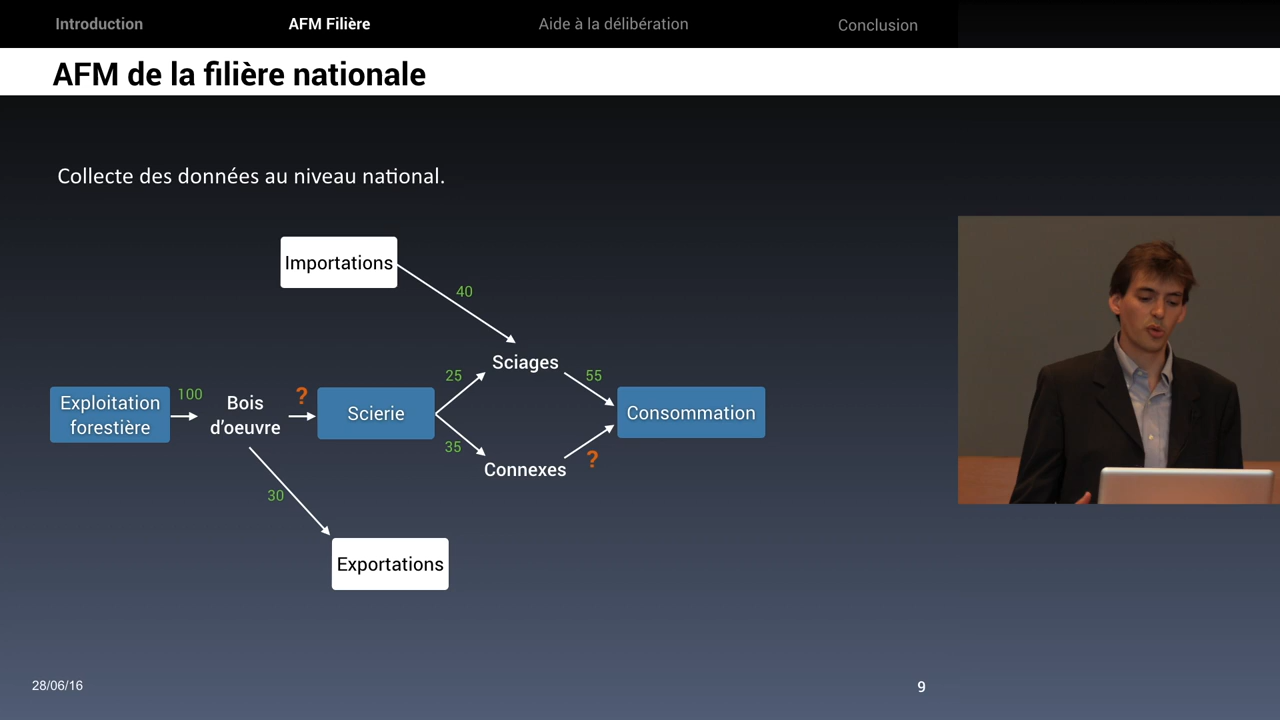 Introduction
AFM Filière
Aide à la délibération
Conclusion
AFM de la filière nationale
Collecte des données au niveau national.
Importations
40
Sciages
25
55
100
?
Exploitation
forestière
Bois
d'oeuvre
Scierie
Consommation
35
?
Connexes
30
Exportations
28/06/16
9